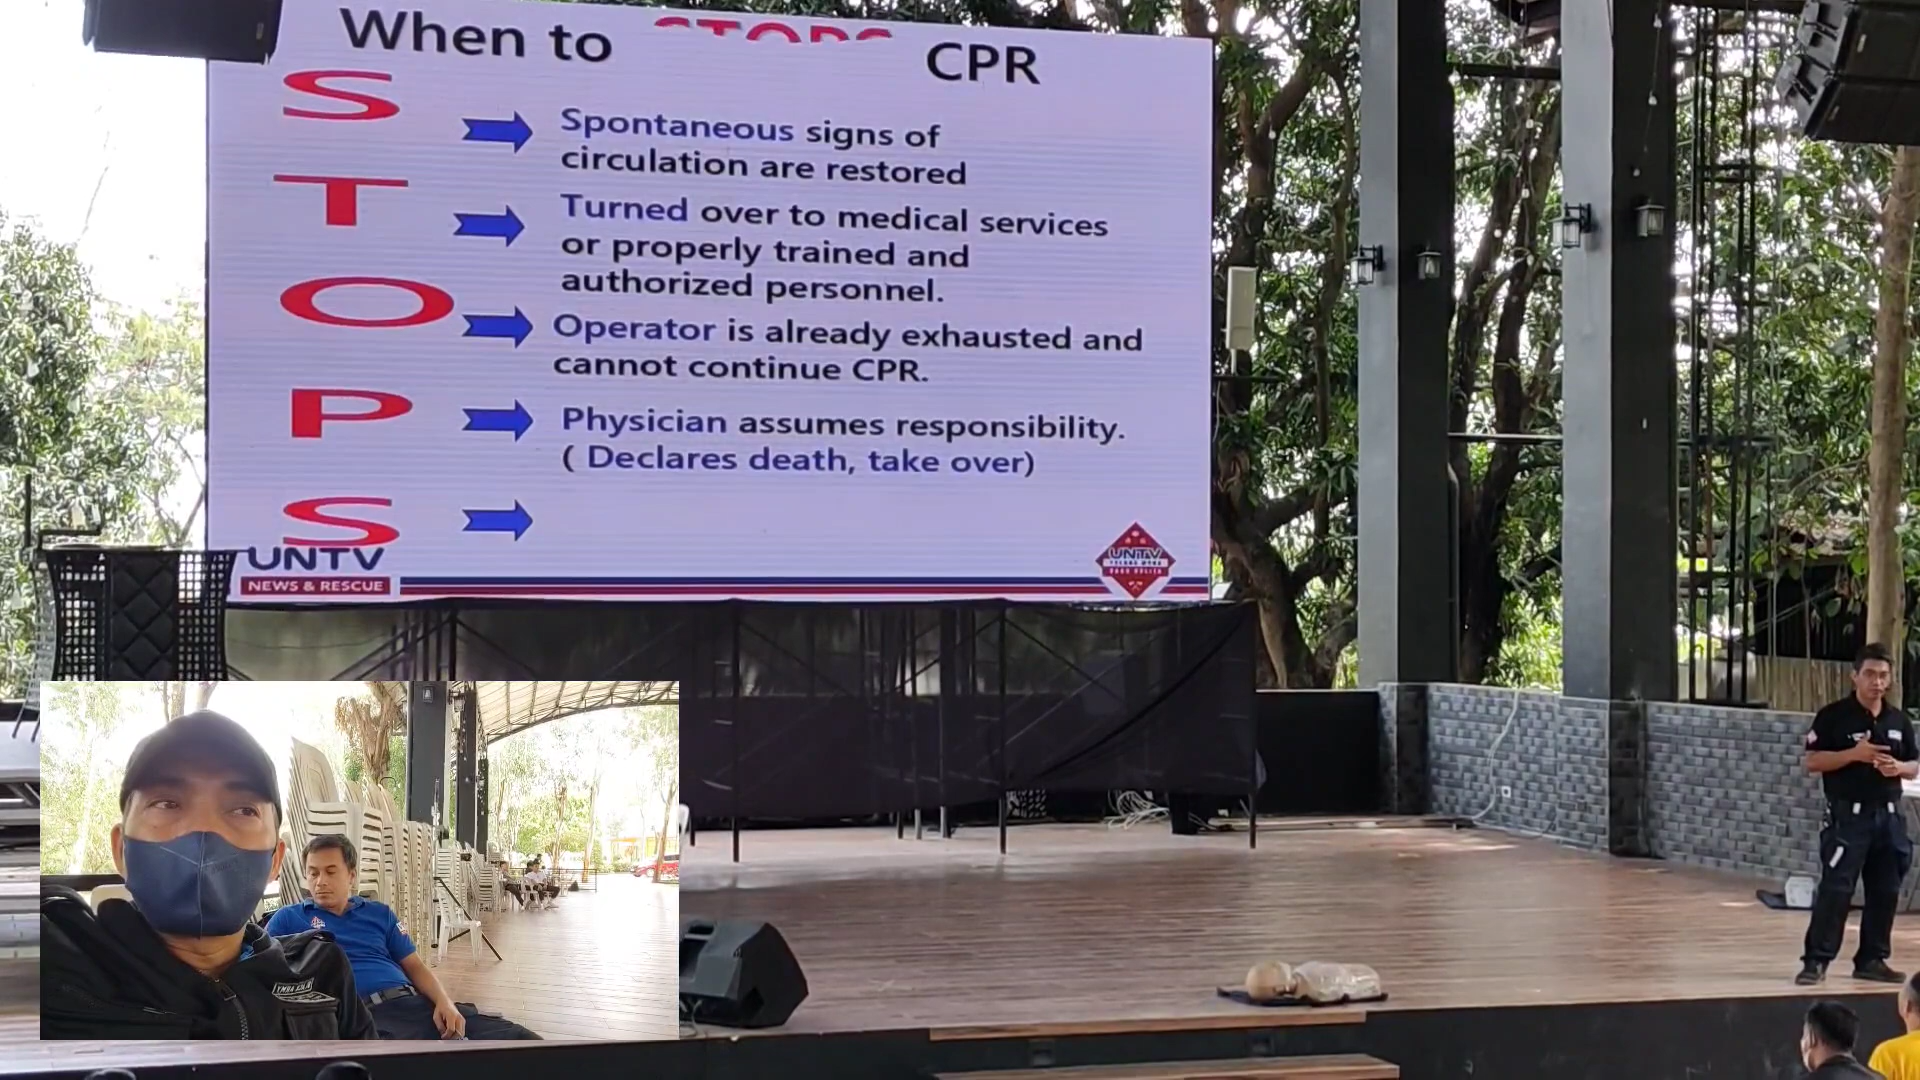 When to STOPS CPR
S
Spontaneous signs of
circulation are restored
T
Turned over to medical services
or properly trained and
authorized personnel.
O
Operator is already exhausted and
cannot continue CPR.
P
Physician assumes responsibility.
( Declares death, take over)
S
UNTV
NEWS & RESCUE
UNTV